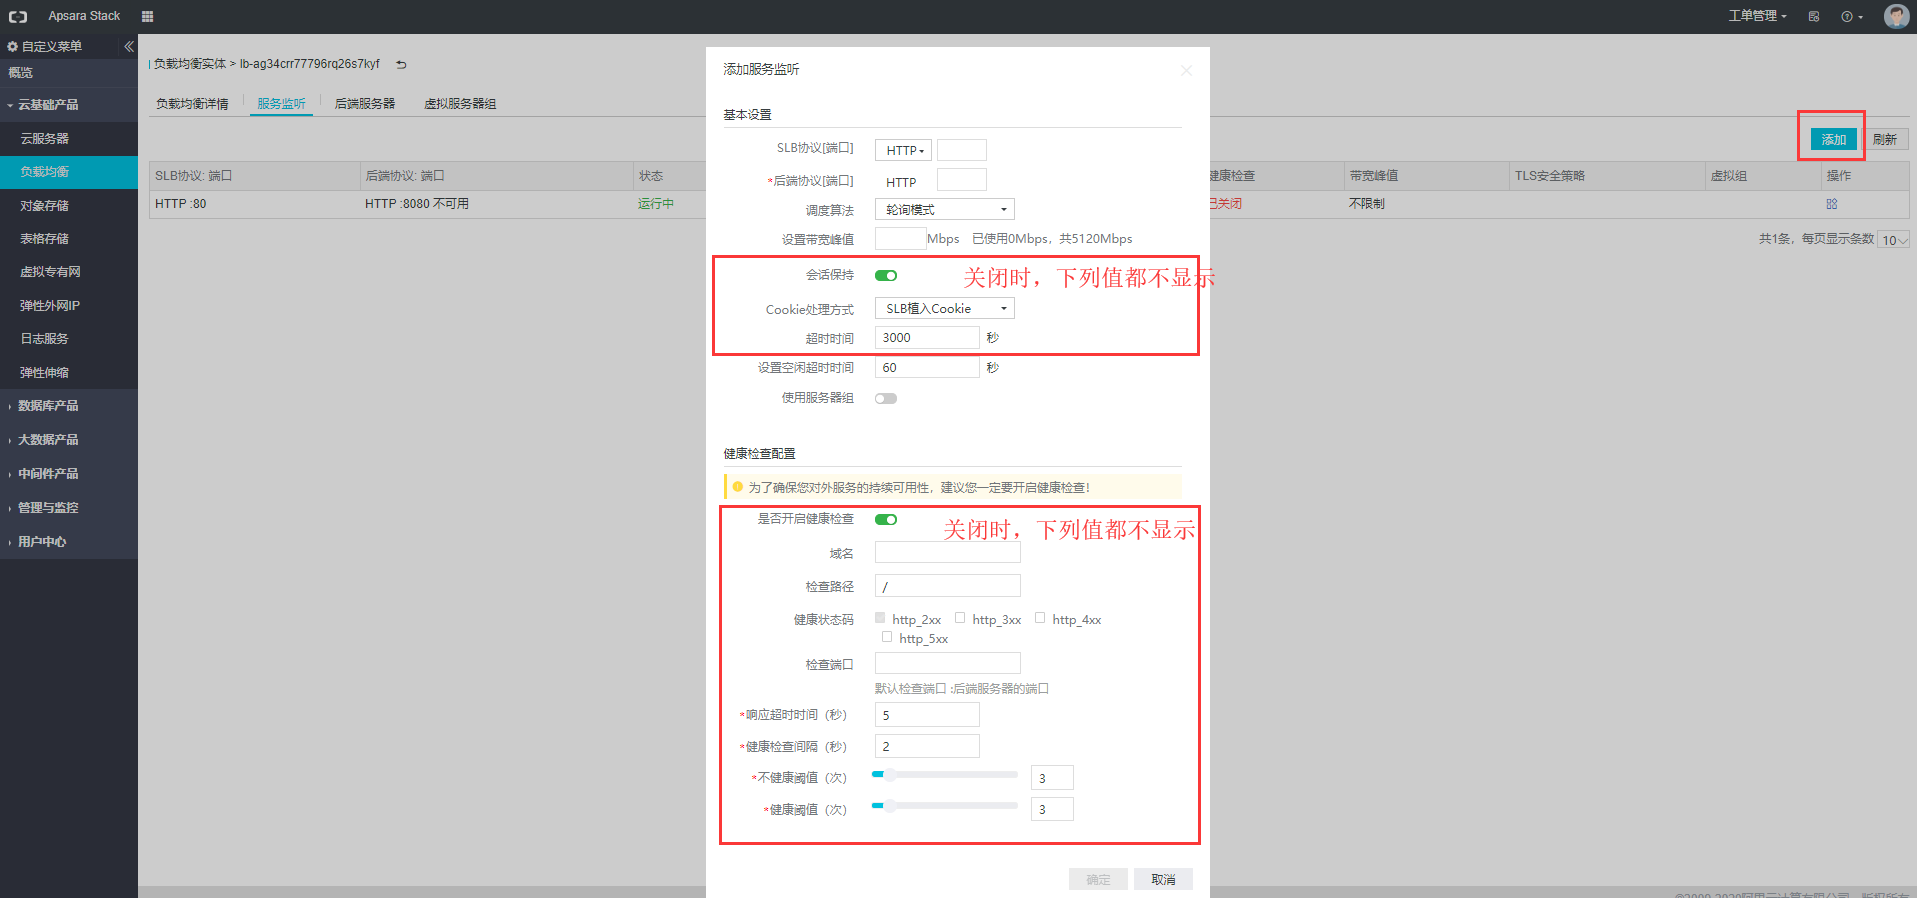 Apsara Stack
工单管理
自定义菜单
概览
云基础产品
云服务器
负载均衡
对象存储
表格存储
虚拟专有网
弹性外网IP
日志服务
弹性伸缩
数据库产品
大数据产品
中间件产品
管理与监控
用户中心
负载均衡实体 > lb-ag34crr77796rq26s7kyf
负载均衡详情 服务监听 后端服务器 虚拟服务器组
添加 刷新
SLB协议: 端口 后端协议: 端口 状态 健康检查 带宽峰值 TLS安全策略 虚拟组 操作
HTTP :80 HTTP :8080 不可用 运行中 已关闭 不限制
共1条，每页显示条数 10
添加服务监听
基本设置
SLB协议[端口] HTTP
*后端协议[端口] HTTP
调度算法 轮询模式
设置带宽峰值 Mbps 已使用0Mbps，共5120Mbps
会话保持 关闭时，下列值都不显示
Cookie处理方式 SLB植入Cookie
超时时间 3000 秒
设置空闲超时时间 60 秒
使用服务器组
健康检查配置
为了确保您对外服务的持续可用性，建议您一定要开启健康检查！
是否开启健康检查 关闭时，下列值都不显示
域名
检查路径 /
健康状态码 http_2xx http_3xx http_4xx
http_5xx
检查端口
默认检查端口 :后端服务器的端口
*响应超时时间（秒） 5
*健康检查间隔（秒） 2
*不健康阈值（次） 3
*健康阈值（次） 3
确定 取消